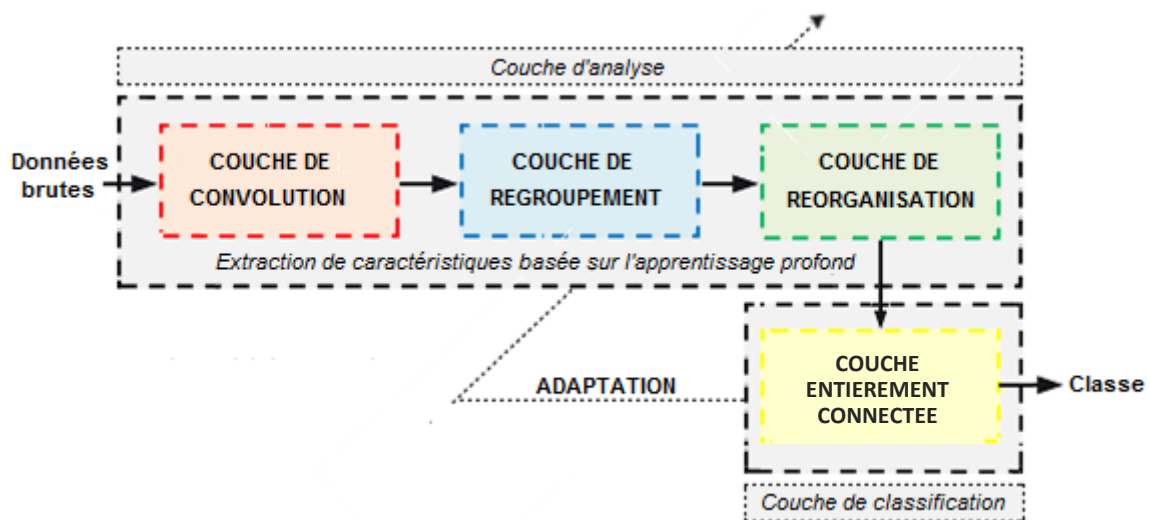 Couche d'analyse
Données
brutes
COUCHE DE
CONVOLUTION
COUCHE DE
REGROUPEMENT
COUCHE DE
REORGANISATION
Extraction de caractéristiques basée sur l'apprentissage profond
ADAPTATION
COUCHE
ENTIEREMENT
CONNECTEE
Classe
Couche de classification